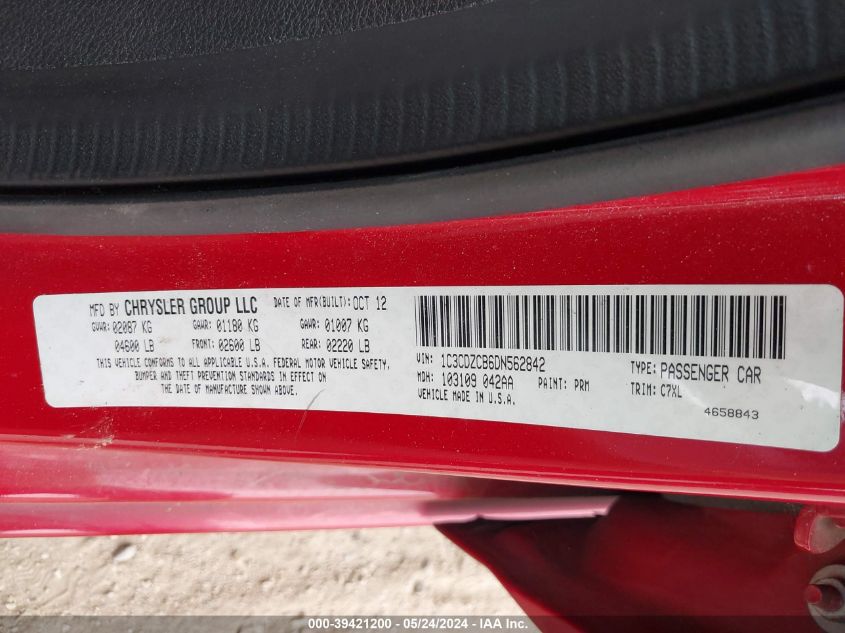 MFD BY CHRYSLER GROUP LLC DATE OF MFR(BUILT): OCT 12
GVWR: 02087 KG GAWR: 01180 KG GAWR: 01007 KG
04600 LB FRONT: 02600 LB REAR: 02220 LB
THIS VEHICLE CONFORMS TO ALL APPLICABLE U.S.A. FEDERAL MOTOR VEHICLE SAFETY,
BUMPER AND THEFT PREVENTION STANDARDS IN EFFECT ON
THE DATE OF MANUFACTURE SHOWN ABOVE.
VIN: 1C3CDZCB6DN562842 TYPE: PASSENGER CAR
MDH: 103109 042AA PAINT: PRM TRIM: C7XL
VEHICLE MADE IN U.S.A. 4658843
000-39421200 / 05/24/2024 / IAA Inc.